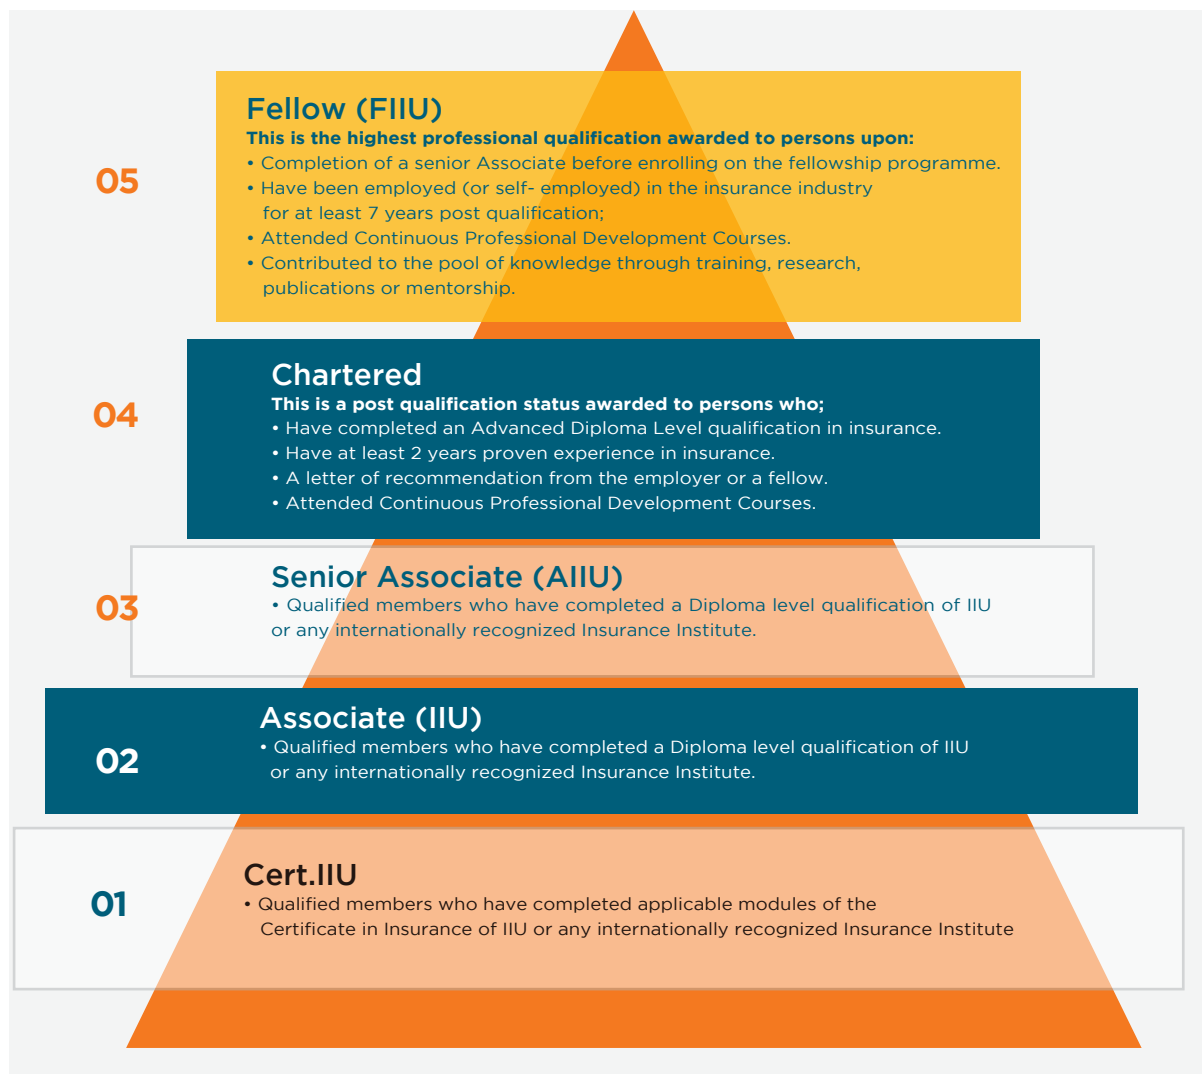 Fellow (FIIU)
This is the highest professional qualification awarded to persons upon:
• Completion of a senior Associate before enrolling on the fellowship programme.
05
• Have been employed (or self- employed) in the insurance industry
for at least 7 years post qualification;
• Attended Continuous Professional Development Courses.
• Contributed to the pool of knowledge through training, research,
publications or mentorship.
Chartered
This is a post qualification status awarded to persons who;
04
• Have completed an Advanced Diploma Level qualification in insurance.
• Have at least 2 years proven experience in insurance.
• A letter of recommendation from the employer or a fellow.
• Attended Continuous Professional Development Courses.
Senior Associate (AIIU)
03
• Qualified members who have completed a Diploma level qualification of IIU
or any internationally recognized Insurance Institute.
Associate (IIU)
02
• Qualified members who have completed a Diploma level qualification of IIU
or any internationally recognized Insurance Institute.
Cert.IIU
01
• Qualified members who have completed applicable modules of the
Certificate in Insurance of IIU or any internationally recognized Insurance Institute